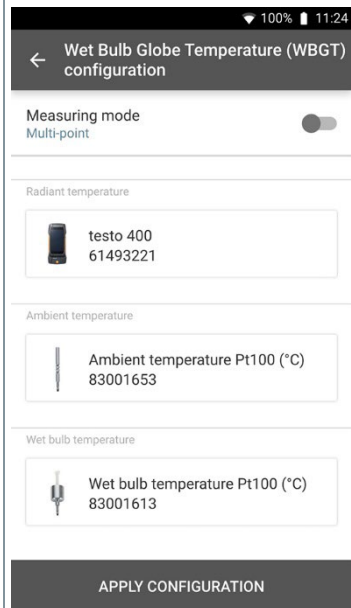 100% 11:24
Wet Bulb Globe Temperature (WBGT)
configuration
Measuring mode
Multi-point
Radiant temperature
testo 400
61493221
Ambient temperature
Ambient temperature Pt100 (°C)
83001653
Wet bulb temperature
Wet bulb temperature Pt100 (°C)
83001613
APPLY CONFIGURATION